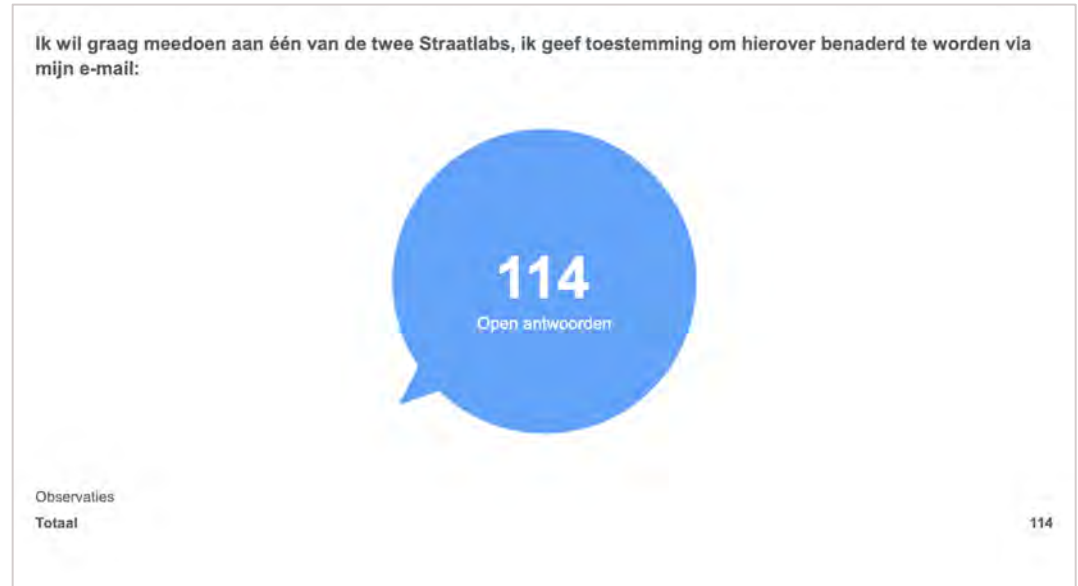 Ik wil graag meedoen aan één van de twee Straatlabs, ik geef toestemming om hierover benaderd te worden via
mijn e-mail:
114
Open antwoorden
Observaties
Totaal 114